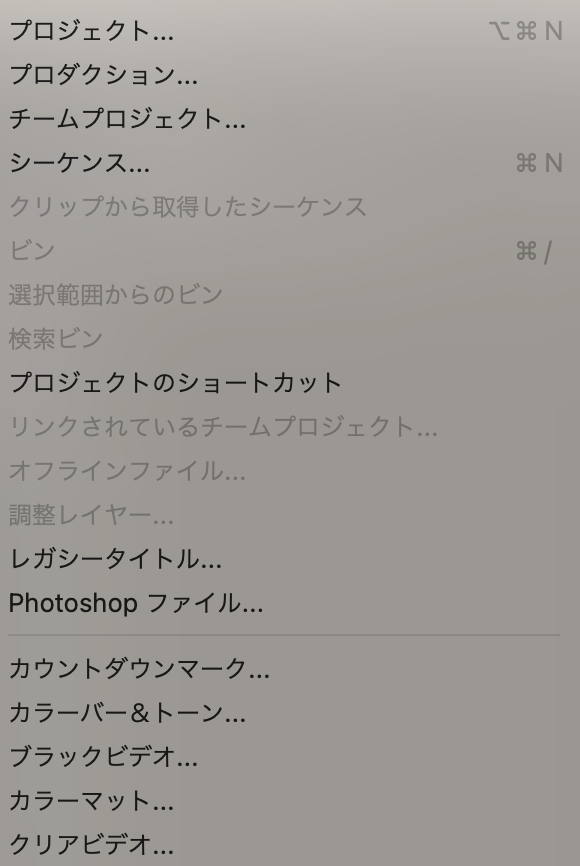 プロジェクト... ⌥⌘N
プロダクション...
チームプロジェクト...
シーケンス... ⌘N
クリップから取得したシーケンス
ビン ⌘/
選択範囲からのビン
検索ビン
プロジェクトのショートカット
リンクされているチームプロジェクト...
オフラインファイル...
調整レイヤー...
レガシータイトル...
Photoshop ファイル...
カウントダウンマーク...
カラーバー＆トーン...
ブラックビデオ...
カラーマット...
クリアビデオ...